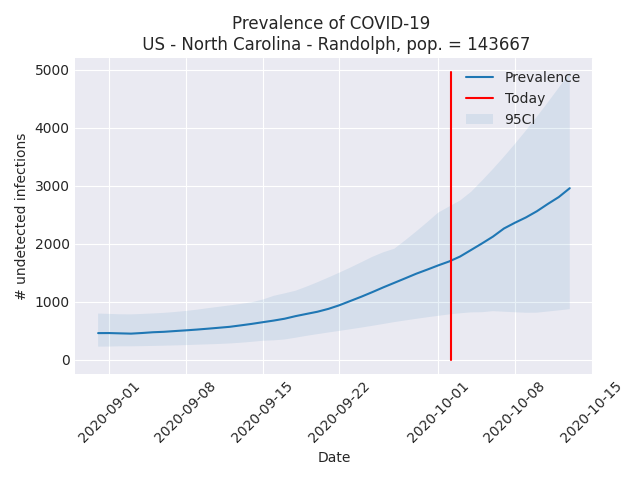 Prevalence of COVID-19
US - North Carolina - Randolph, pop. = 143667
# undetected infections
5000
4000
3000
2000
1000
0
Prevalence
Today
95CI
2020-09-01
2020-09-08
2020-09-15
2020-09-22
2020-10-01
2020-10-08
2020-10-15
Date